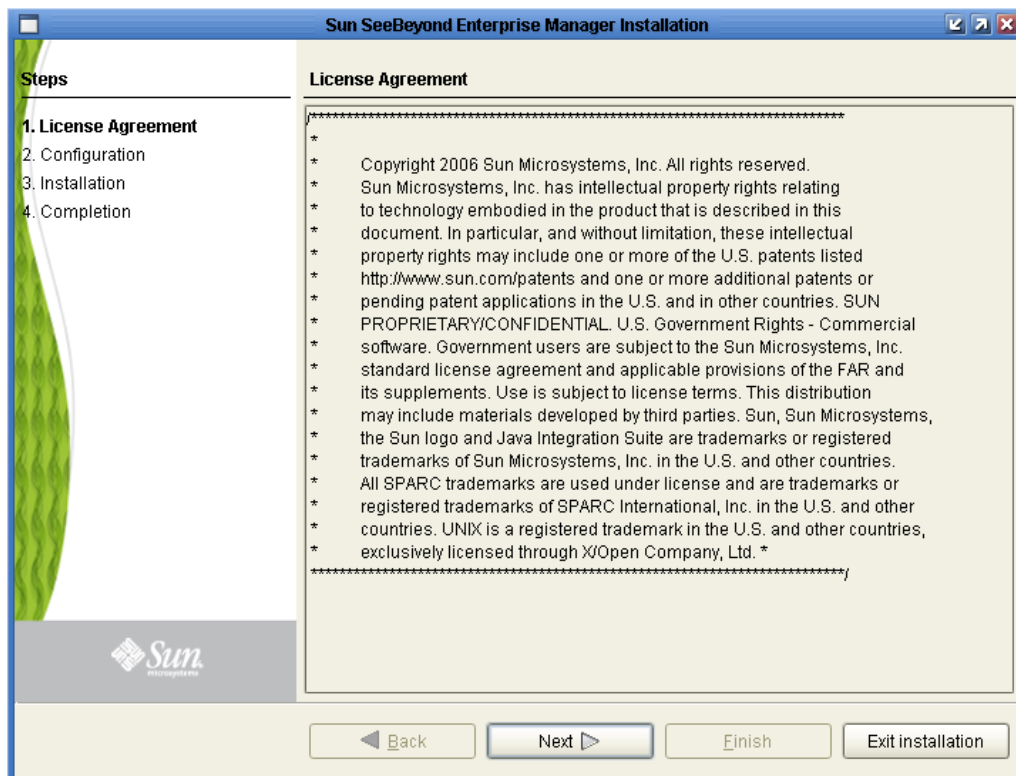 Sun SeeBeyond Enterprise Manager Installation
Steps
1. License Agreement
2. Configuration
3. Installation
4. Completion
License Agreement
/******************************************************************************
*
* Copyright 2006 Sun Microsystems, Inc. All rights reserved.
* Sun Microsystems, Inc. has intellectual property rights relating
* to technology embodied in the product that is described in this
* document. In particular, and without limitation, these intellectual
* property rights may include one or more of the U.S. patents listed
* http://www.sun.com/patents and one or more additional patents or
* pending patent applications in the U.S. and in other countries. SUN
* PROPRIETARY/CONFIDENTIAL. U.S. Government Rights - Commercial
* software. Government users are subject to the Sun Microsystems, Inc.
* standard license agreement and applicable provisions of the FAR and
* its supplements. Use is subject to license terms. This distribution
* may include materials developed by third parties. Sun, Sun Microsystems,
* the Sun logo and Java Integration Suite are trademarks or registered
* trademarks of Sun Microsystems, Inc. in the U.S. and other countries.
* All SPARC trademarks are used under license and are trademarks or
* registered trademarks of SPARC International, Inc. in the U.S. and other
* countries. UNIX is a registered trademark in the U.S. and other countries,
* exclusively licensed through X/Open Company, Ltd. *
******************************************************************************/
Sun
microsystems
Back
Next
Finish
Exit installation